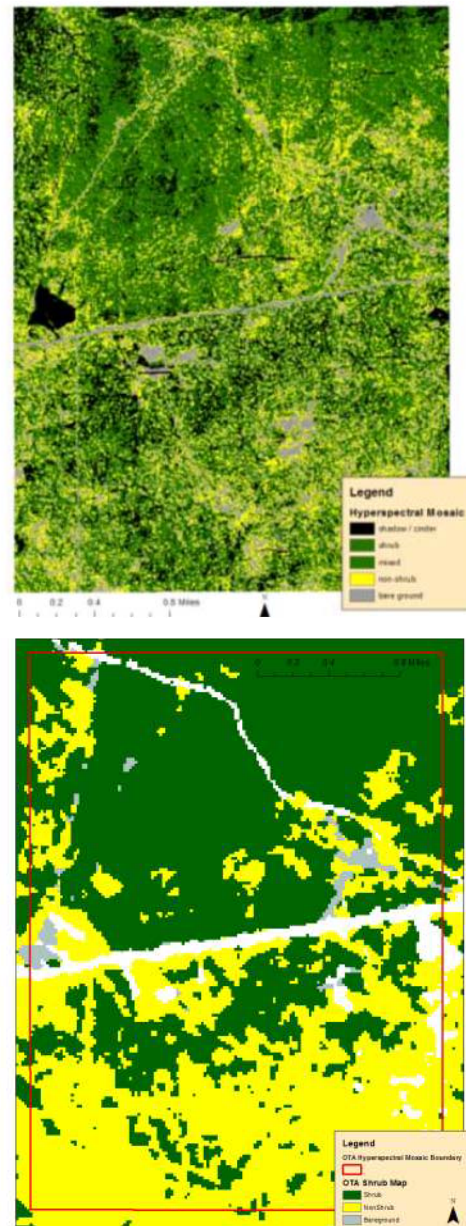 Legend
Hyperspectral Mosaic
shadow / cinder
shrub
mixed
non-shrub
bare ground
0 0.2 0.4 0.8 Miles
N
0 0.2 0.4 0.8 Miles
Legend
OTA Hyperspectral Mosaic Boundary
OTA Shrub Map
Shrub
NonShrub
Bareground
N